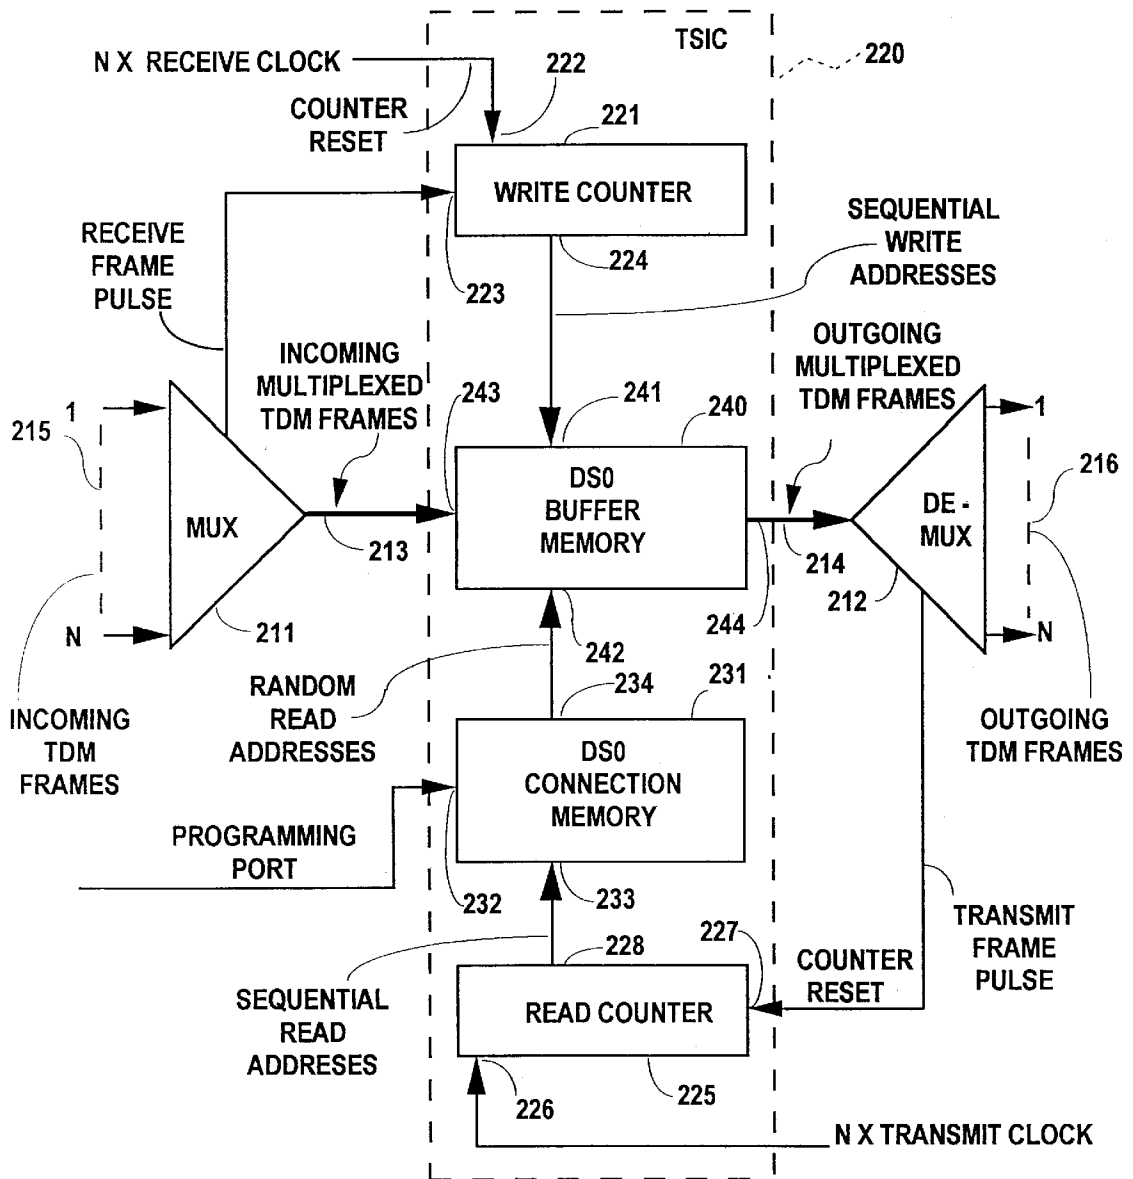 TSIC
220
N X RECEIVE CLOCK
222
COUNTER
RESET
221
WRITE COUNTER
SEQUENTIAL
WRITE
ADDRESSES
RECEIVE
FRAME
PULSE
223
224
INCOMING
MULTIPLEXED
TDM FRAMES
OUTGOING
MULTIPLEXED
TDM FRAMES
243
241
240
1
215
1
216
DS0
BUFFER
MEMORY
MUX
DE -
MUX
213
214
212
211
N
N
244
242
234
231
RANDOM
READ
ADDRESSES
INCOMING
TDM
FRAMES
OUTGOING
TDM FRAMES
DS0
CONNECTION
MEMORY
PROGRAMMING
PORT
232
233
227
228
TRANSMIT
FRAME
PULSE
COUNTER
RESET
SEQUENTIAL
READ
ADDRESES
READ COUNTER
226
225
N X TRANSMIT CLOCK